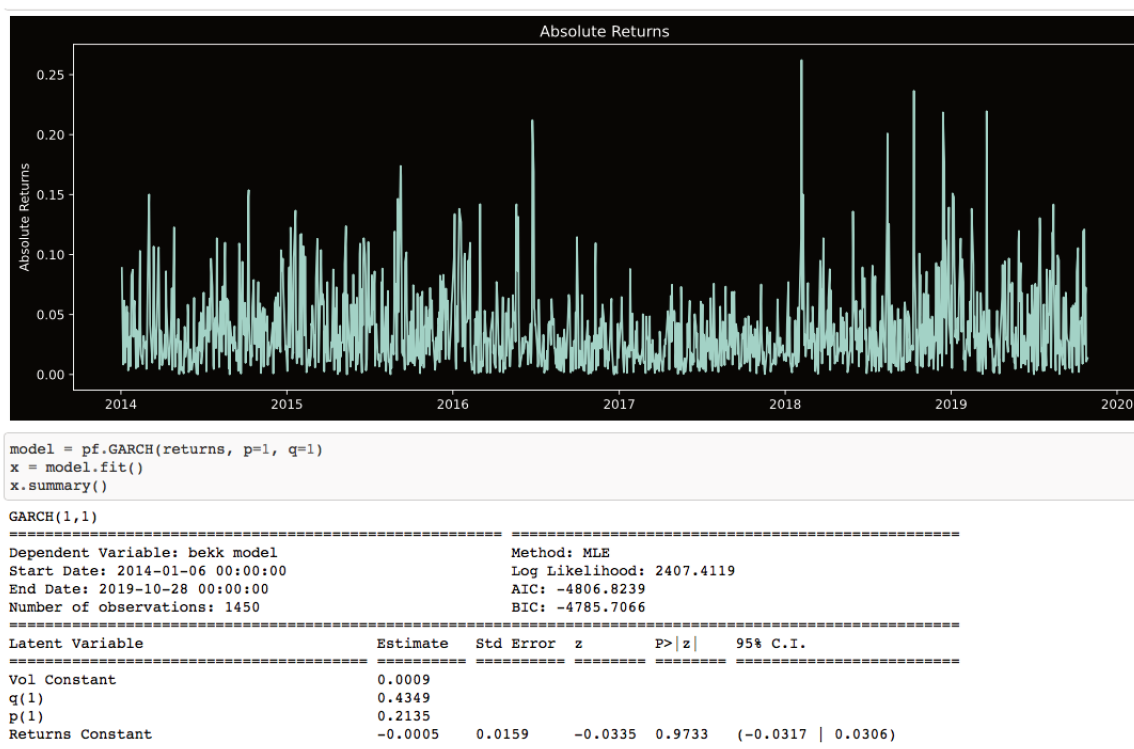 Absolute Returns
Absolute Returns
0.25
0.20
0.15
0.10
0.05
0.00
2014 2015 2016 2017 2018 2019 2020
model = pf.GARCH(returns, p=1, q=1)
x = model.fit()
x.summary()
GARCH(1,1)
======================================================= ==================================================
Dependent Variable: bekk model Method: MLE
Start Date: 2014-01-06 00:00:00 Log Likelihood: 2407.4119
End Date: 2019-10-28 00:00:00 AIC: -4806.8239
Number of observations: 1450 BIC: -4785.7066
==========================================================================================================
Latent Variable Estimate Std Error z P>|z| 95% C.I.
======================================== ========== ========== ======== ======== =========================
Vol Constant 0.0009
q(1) 0.4349
p(1) 0.2135
Returns Constant -0.0005 0.0159 -0.0335 0.9733 (-0.0317 | 0.0306)